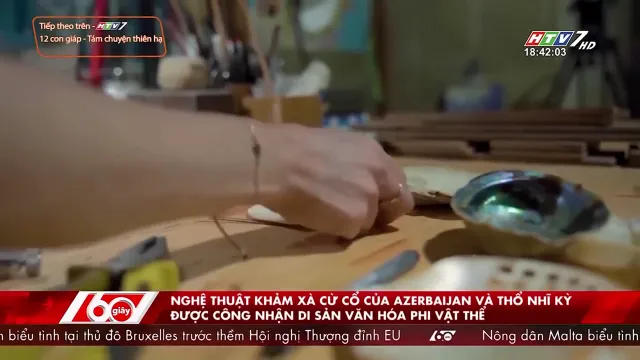 Tiếp theo trên - HTV7
12 con giáp - Tám chuyện thiên hạ
HTV7 HD
18:42:03
60 giây
NGHỆ THUẬT KHẢM XÀ CỪ CỔ CỦA AZERBAIJAN VÀ THỔ NHĨ KỲ
ĐƯỢC CÔNG NHẬN DI SẢN VĂN HÓA PHI VẬT THỂ
n biểu tình tại thủ đô Bruxelles trước thềm Hội nghị Thượng đỉnh EU Nông dân Malta biểu tình